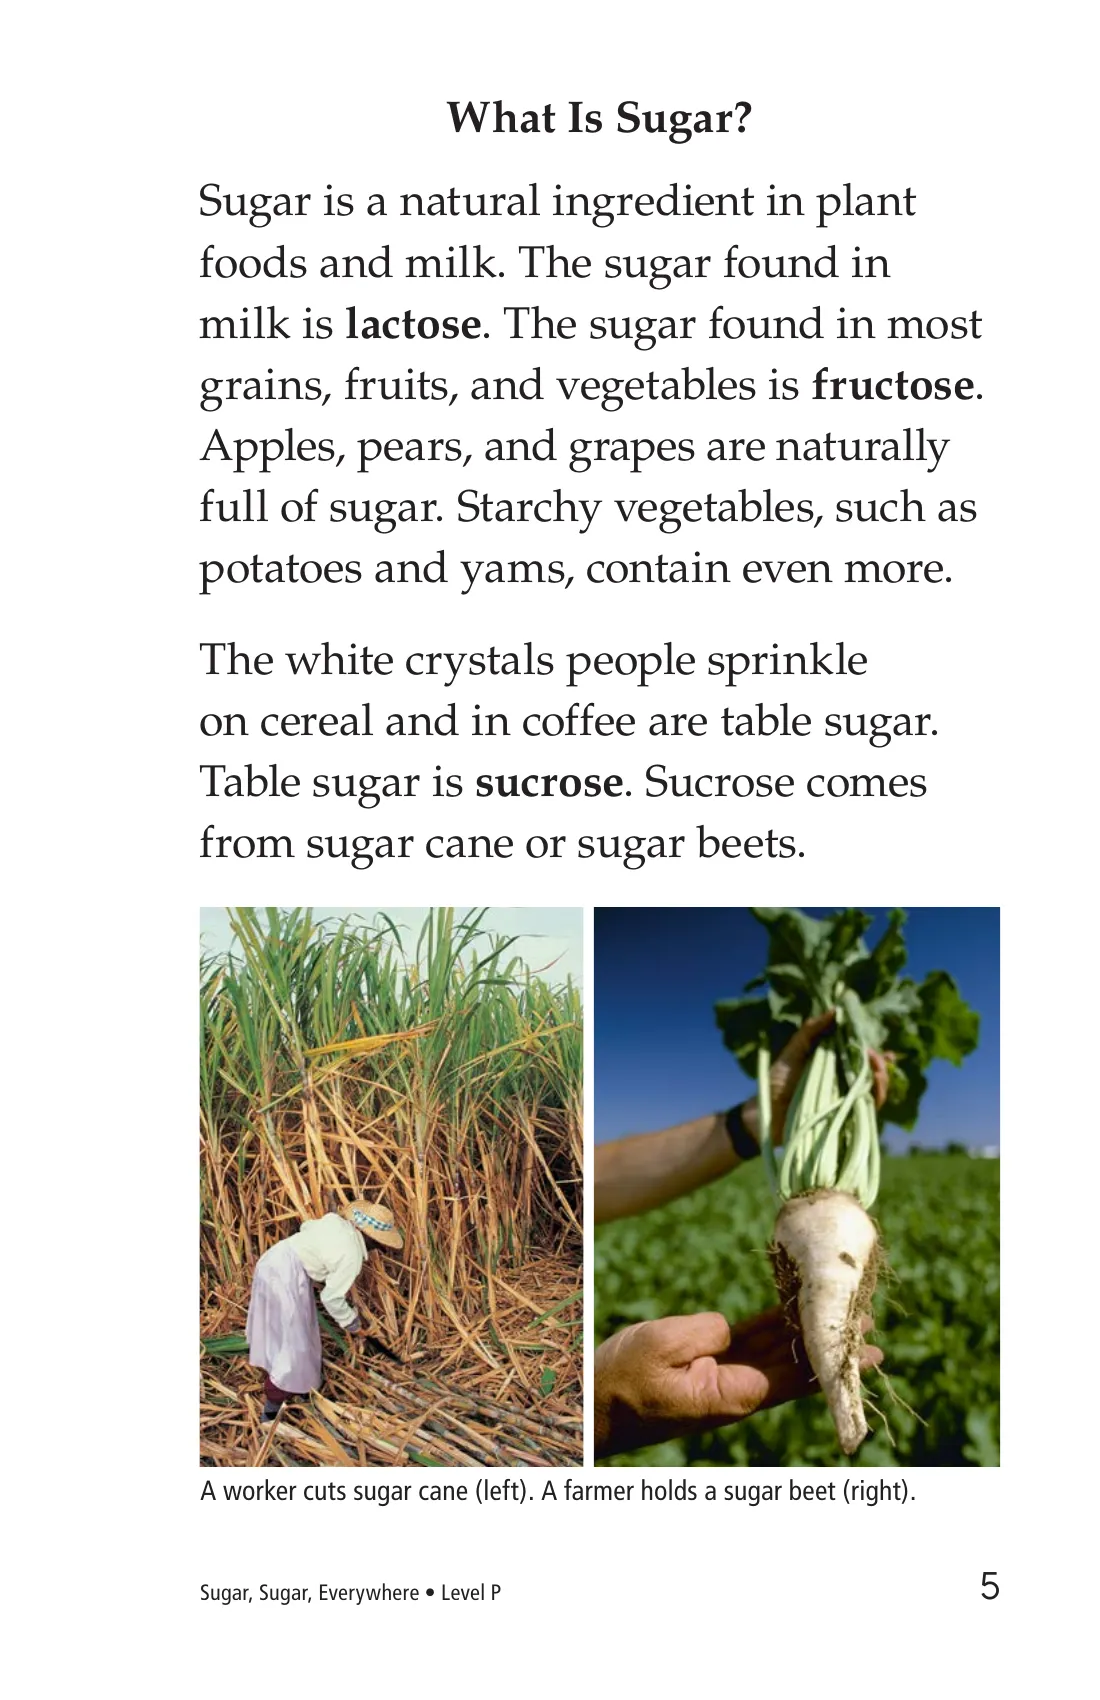 What Is Sugar?
Sugar is a natural ingredient in plant
foods and milk. The sugar found in
milk is lactose. The sugar found in most
grains, fruits, and vegetables is fructose.
Apples, pears, and grapes are naturally
full of sugar. Starchy vegetables, such as
potatoes and yams, contain even more.
The white crystals people sprinkle
on cereal and in coffee are table sugar.
Table sugar is sucrose. Sucrose comes
from sugar cane or sugar beets.
A worker cuts sugar cane (left). A farmer holds a sugar beet (right).
Sugar, Sugar, Everywhere • Level P
5